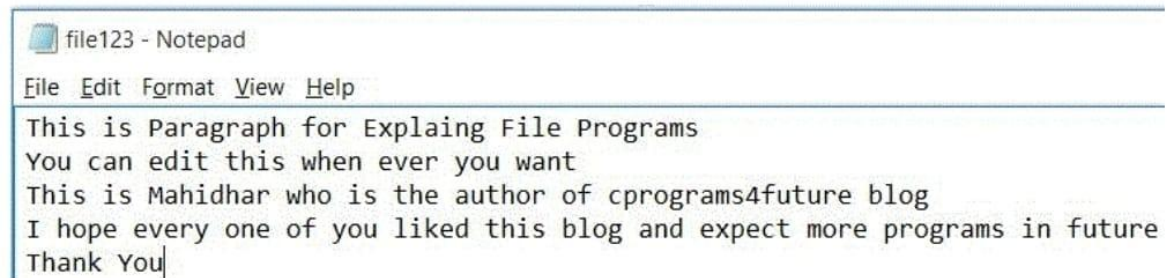 file123 - Notepad
File Edit Format View Help
This is Paragraph for Explaing File Programs
You can edit this when ever you want
This is Mahidhar who is the author of cprograms4future blog
I hope every one of you liked this blog and expect more programs in future
Thank You